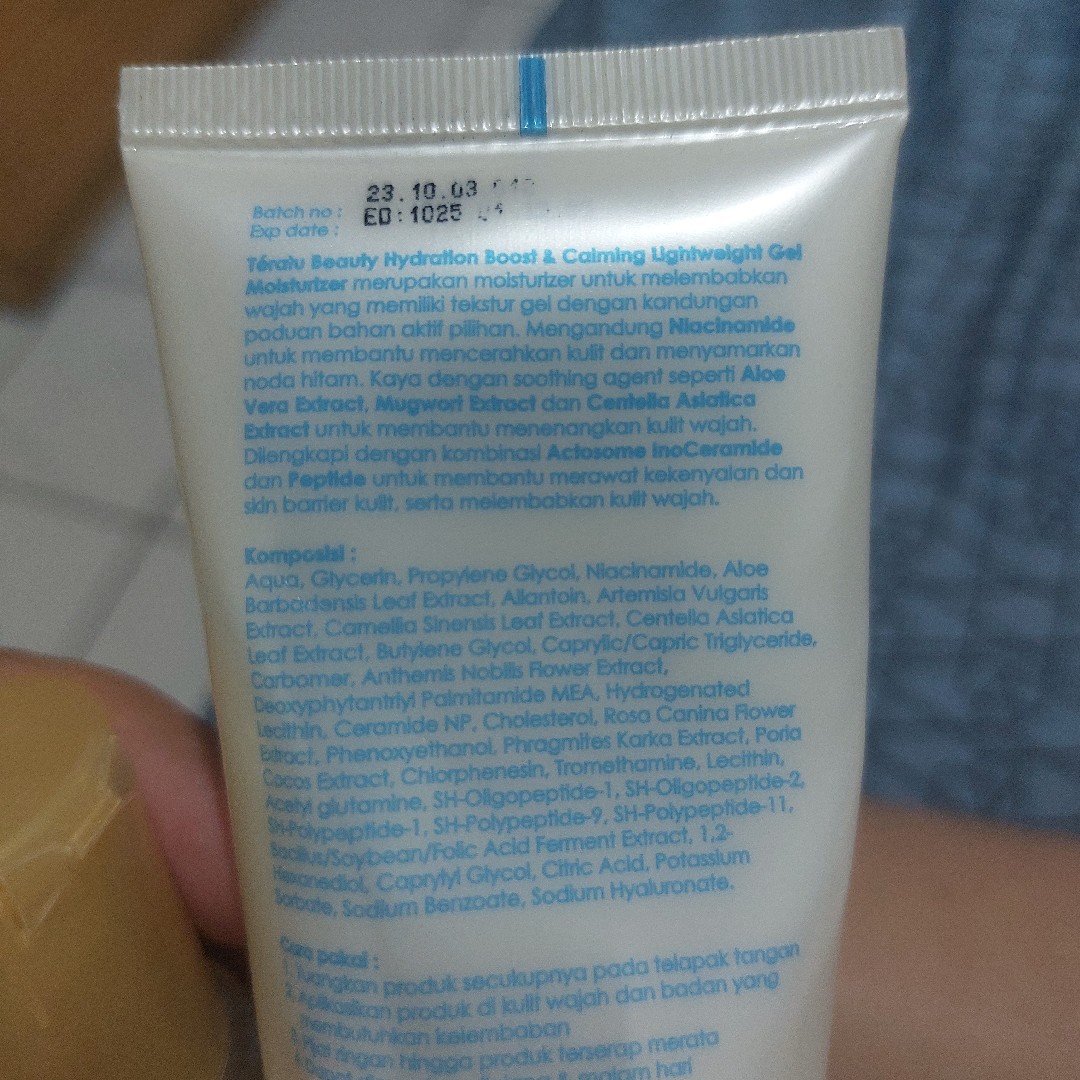 23.10.03
Batch no : ED:1025
Exp date :
Tératu Beauty Hydration Boost & Calming Lightweight Gel
Moisturizer merupakan moisturizer untuk melembabkan
wajah yang memiliki tekstur gel dengan kandungan
paduan bahan aktif pilihan. Mengandung Niacinamide
untuk membantu mencerahkan kulit dan menyamarkan
noda hitam. Kaya dengan soothing agent seperti Aloe
Vera Extract, Mugwort Extract dan Centella Asiatica
Extract untuk membantu menenangkan kulit wajah.
Dilengkapi dengan kombinasi Actosome InoCeramide
dan Peptide untuk membantu merawat kekenyalan dan
skin barrier kulit, serta melembabkan kulit wajah.
Komposisi :
Aqua, Glycerin, Propylene Glycol, Niacinamide, Aloe
Barbadensis Leaf Extract, Allantoin, Artemisia Vulgaris
Extract, Camellia Sinensis Leaf Extract, Centella Asiatica
Leaf Extract, Butylene Glycol, Caprylic/Capric Triglyceride,
Carbomer, Anthemis Nobilis Flower Extract,
Deoxyphytantriyl Palmitamide MEA, Hydrogenated
Lecithin, Ceramide NP, Cholesterol, Rosa Canina Flower
Extract, Phenoxyethanol, Phragmites Karka Extract, Poria
Cocos Extract, Chlorphenesin, Tromethamine, Lecithin,
Acetyl glutamine, SH-Oligopeptide-1, SH-Oligopeptide-2,
SH-Polypeptide-1, SH-Polypeptide-9, SH-Polypeptide-11,
Bacillus/Soybean/Folic Acid Ferment Extract, 1,2-
Hexanediol, Caprylyl Glycol, Citric Acid, Potassium
Sorbate, Sodium Benzoate, Sodium Hyaluronate.
Cara pakai :
1. Tuangkan produk secukupnya pada telapak tangan
2. Aplikasikan produk di kulit wajah dan badan yang
membutuhkan kelembaban
3. Pijat ringan hingga produk terserap merata
4. & malam hari